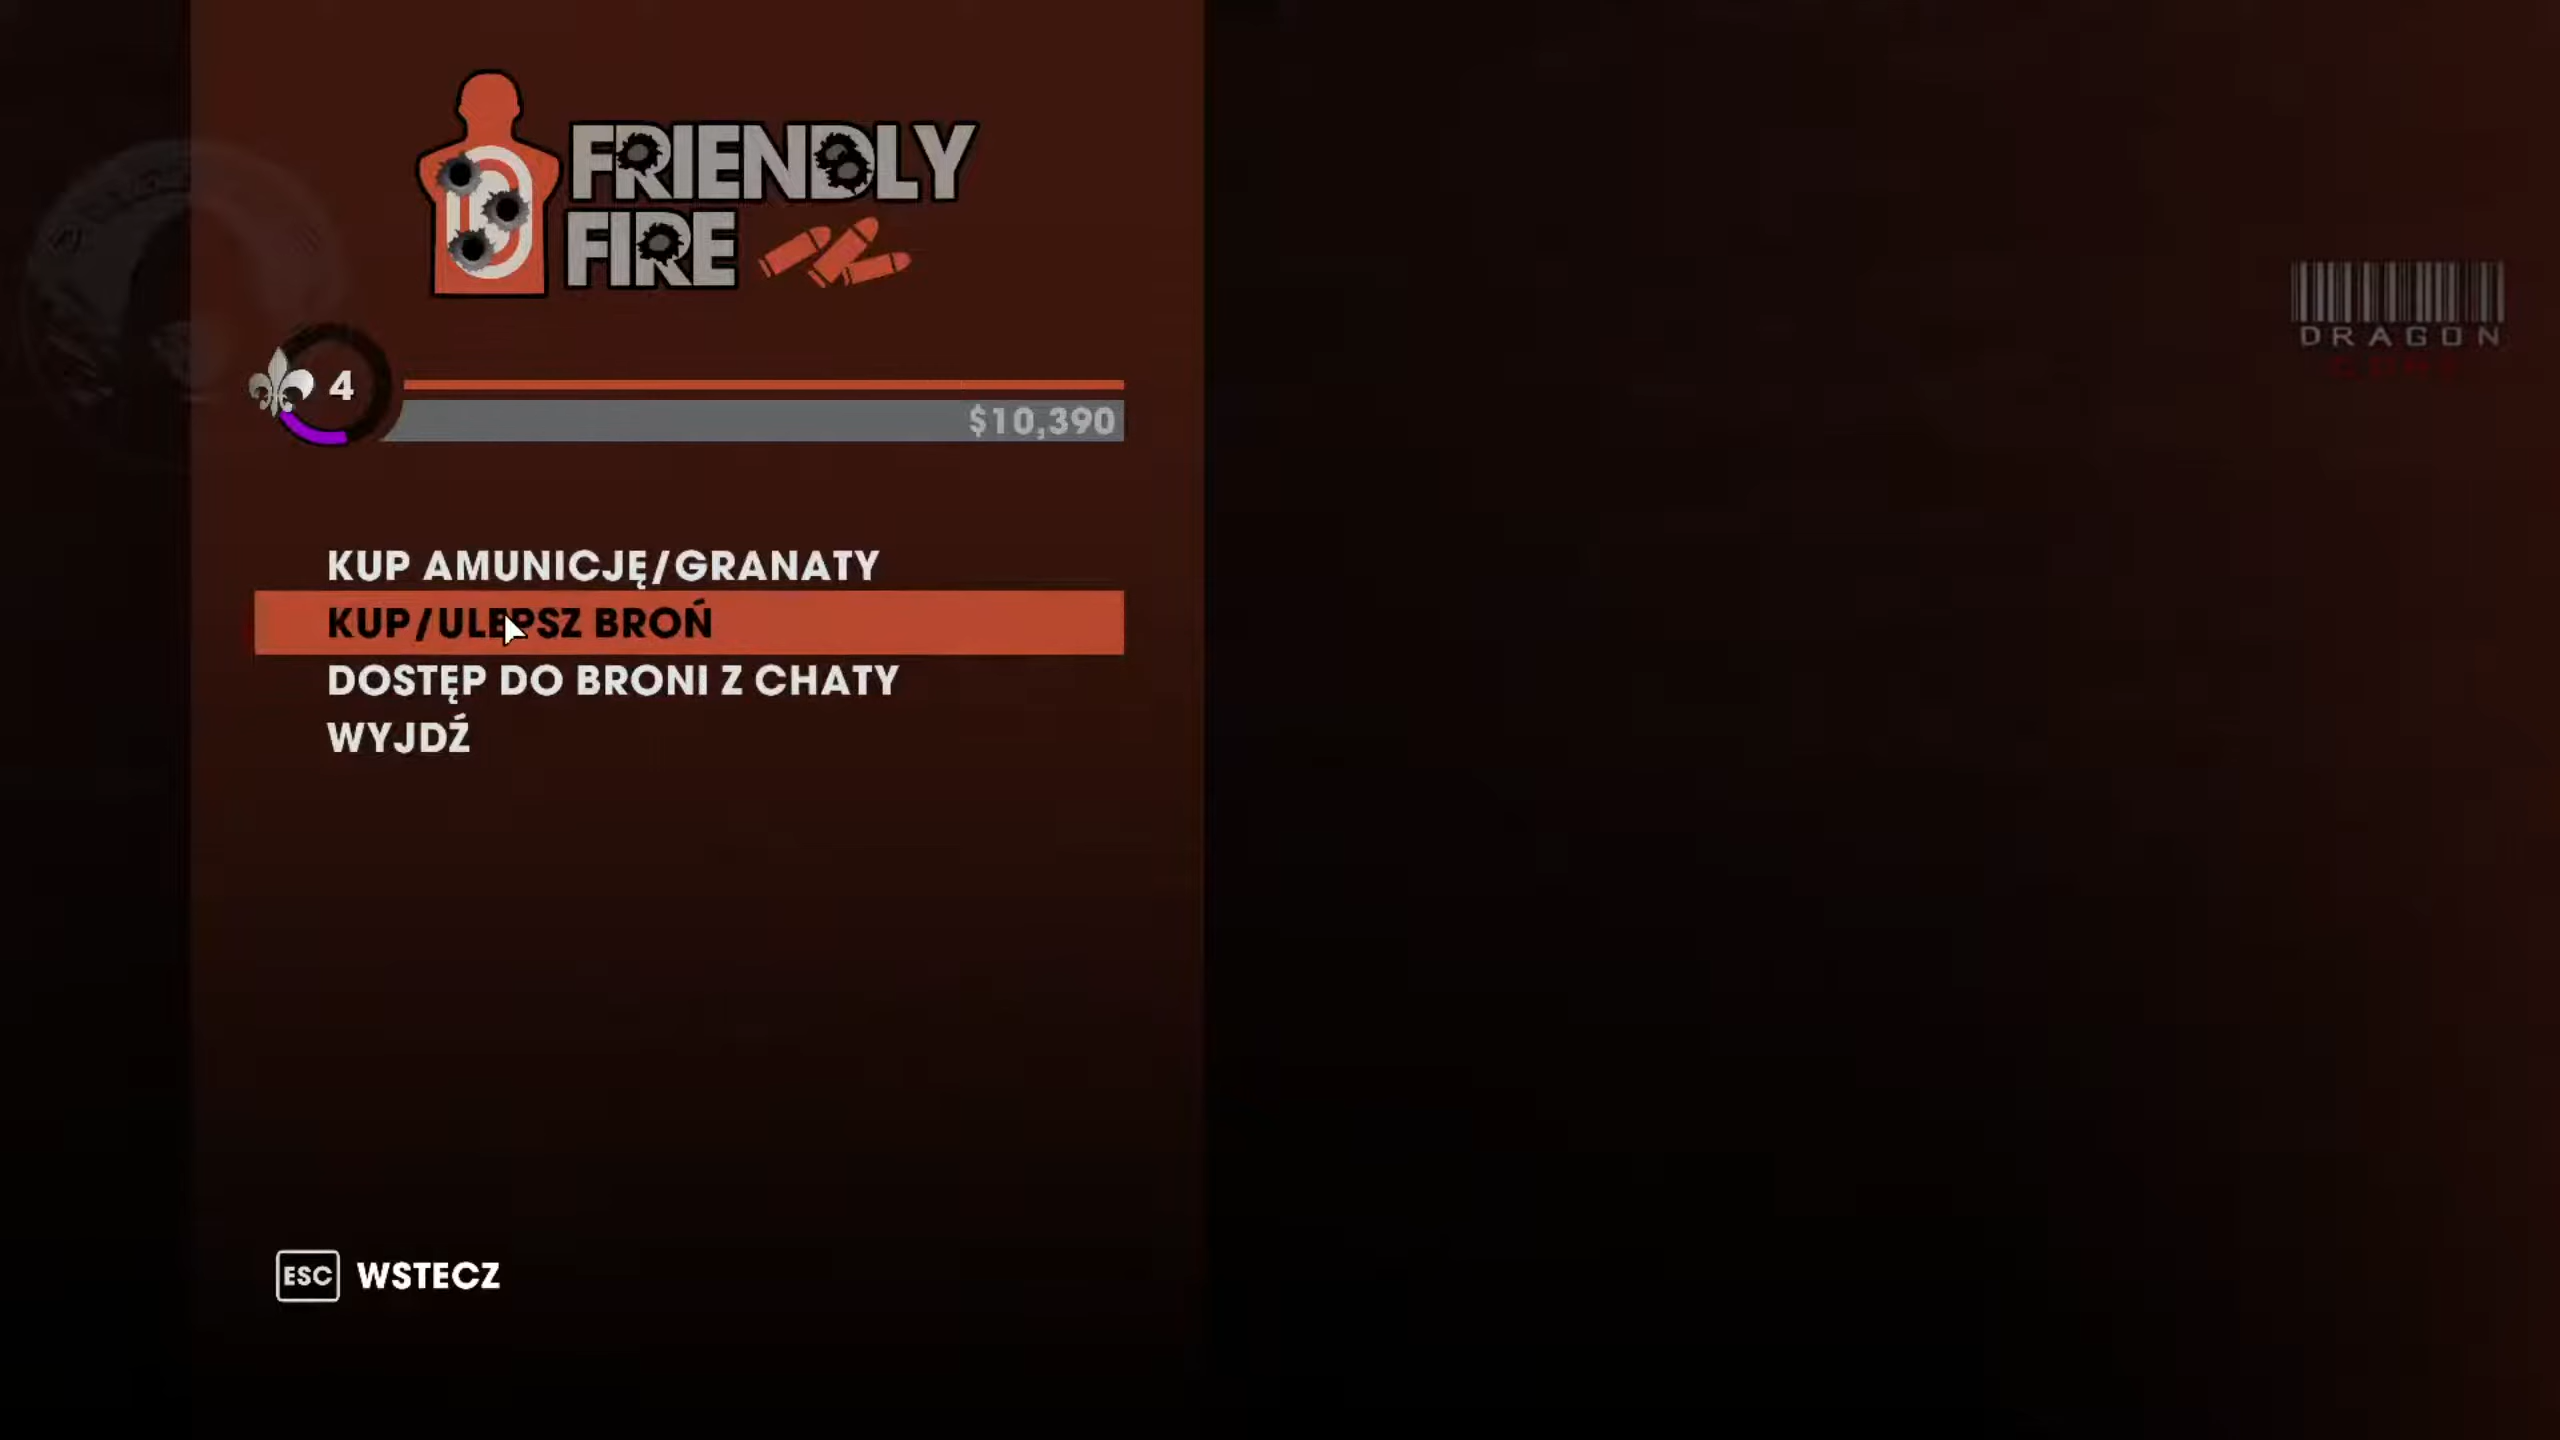 FRIENDLY
FIRE
4
$10,390
KUP AMUNICJĘ/GRANATY
KUP/ULEPSZ BROŃ
DOSTĘP DO BRONI Z CHATY
WYJDŹ
ESC WSTECZ
DRAGON